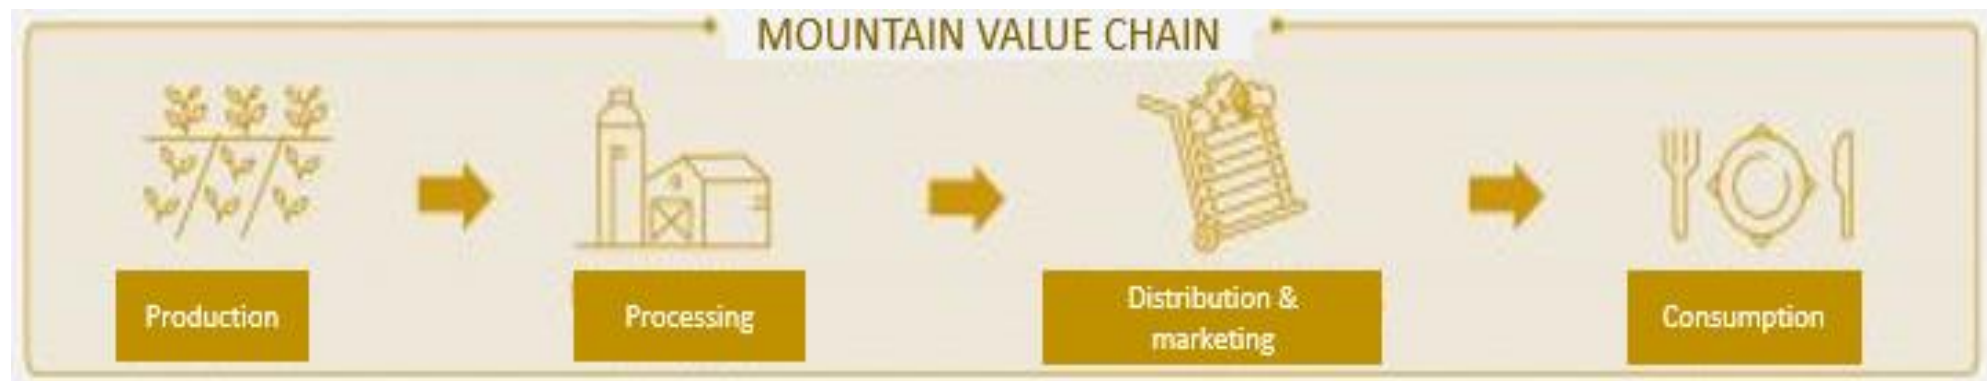 MOUNTAIN VALUE CHAIN
Production
Processing
Distribution &
marketing
Consumption